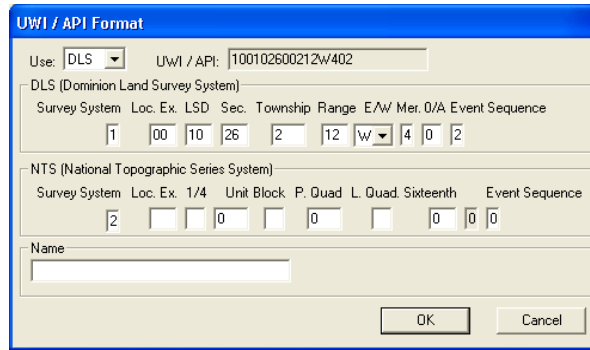 UWI / API Format
Use: DLS UWI / API: 100102600212W402
DLS (Dominion Land Survey System)
Survey System Loc. Ex. LSD Sec. Township Range E/W Mer. 0/A Event Sequence
1 00 10 26 2 12 W 4 0 2
NTS (National Topographic Series System)
Survey System Loc. Ex. 1/4 Unit Block P. Quad L. Quad. Sixteenth Event Sequence
2 0 0 0 0 0
Name
OK Cancel